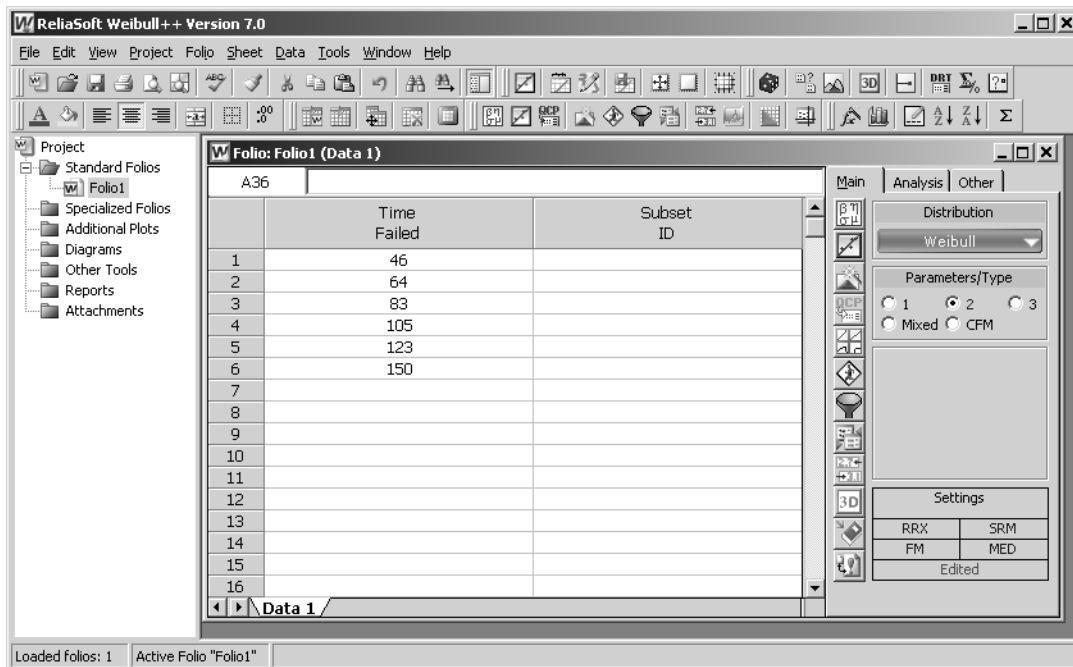 ReliaSoft Weibull++ Version 7.0
File Edit View Project Folio Sheet Data Tools Window Help
Project
Standard Folios
Folio1
Specialized Folios
Additional Plots
Diagrams
Other Tools
Reports
Attachments
Folio: Folio1 (Data 1)
A36
Time Failed
Subset ID
1 46
2 64
3 83
4 105
5 123
6 150
7
8
9
10
11
12
13
14
15
16
Data 1
Main Analysis Other
Distribution
Weibull
Parameters/Type
1 2 3
Mixed CFM
QCP
3D
Settings
RRX SRM
FM MED
Edited
Loaded folios: 1 Active Folio "Folio1"